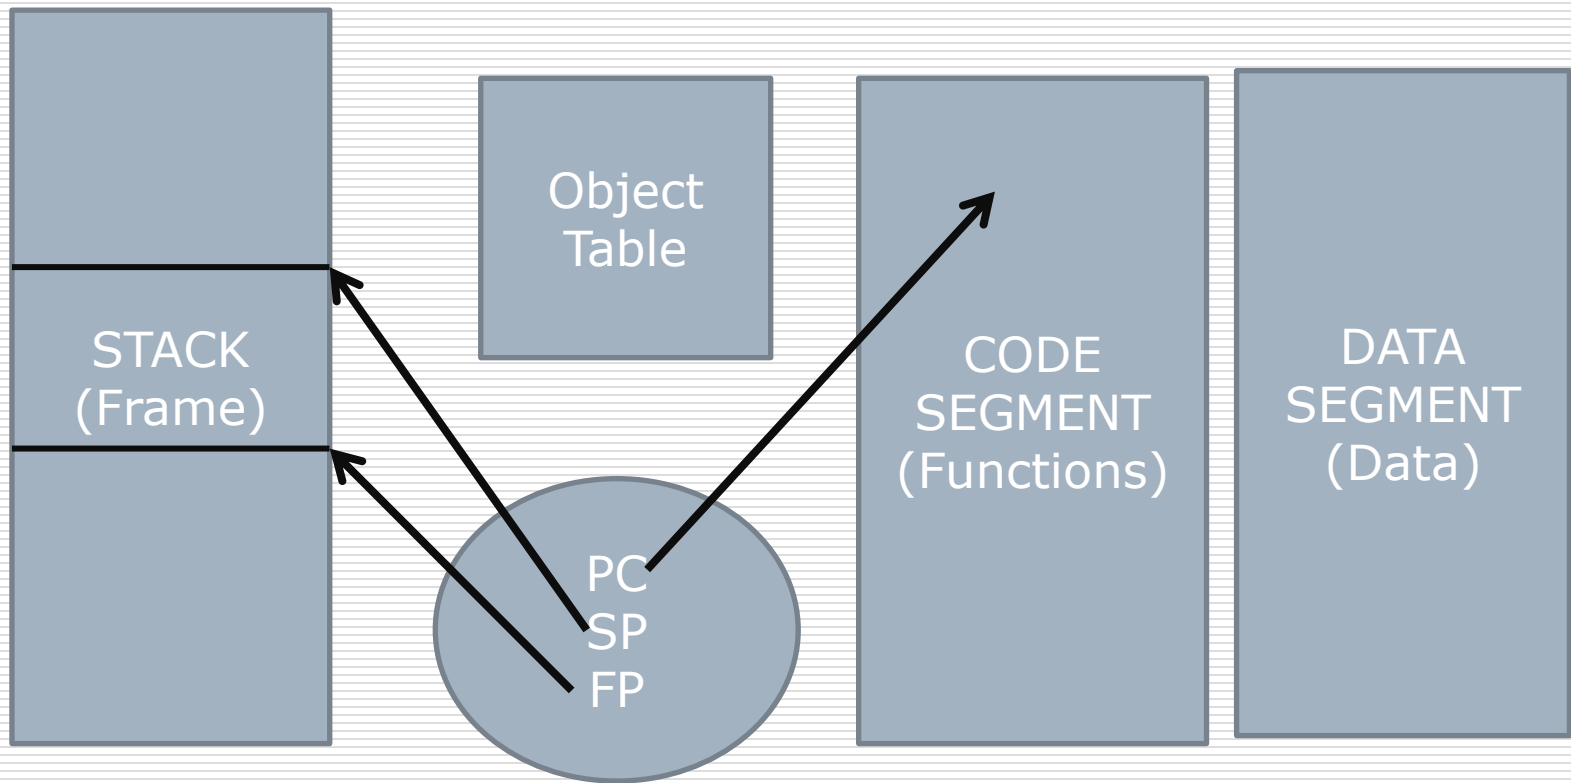 STACK
(Frame)
Object
Table
PC
SP
FP
CODE
SEGMENT
(Functions)
DATA
SEGMENT
(Data)